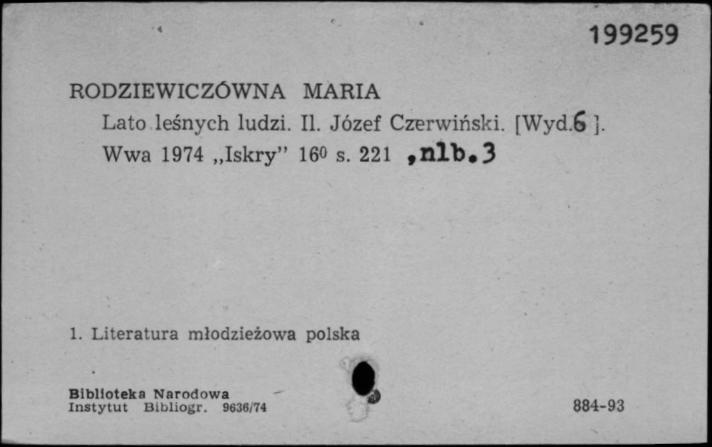 199259
RODZIEWICZÓWNA MARIA
Lato leśnych ludzi. Il. Józef Czerwiński. [Wyd.6 ].
Wwa 1974 „Iskry” 16⁰ s. 221 ,nlb.3
1. Literatura młodzieżowa polska
Biblioteka Narodowa
Instytut Bibliogr. 9636/74
884-93